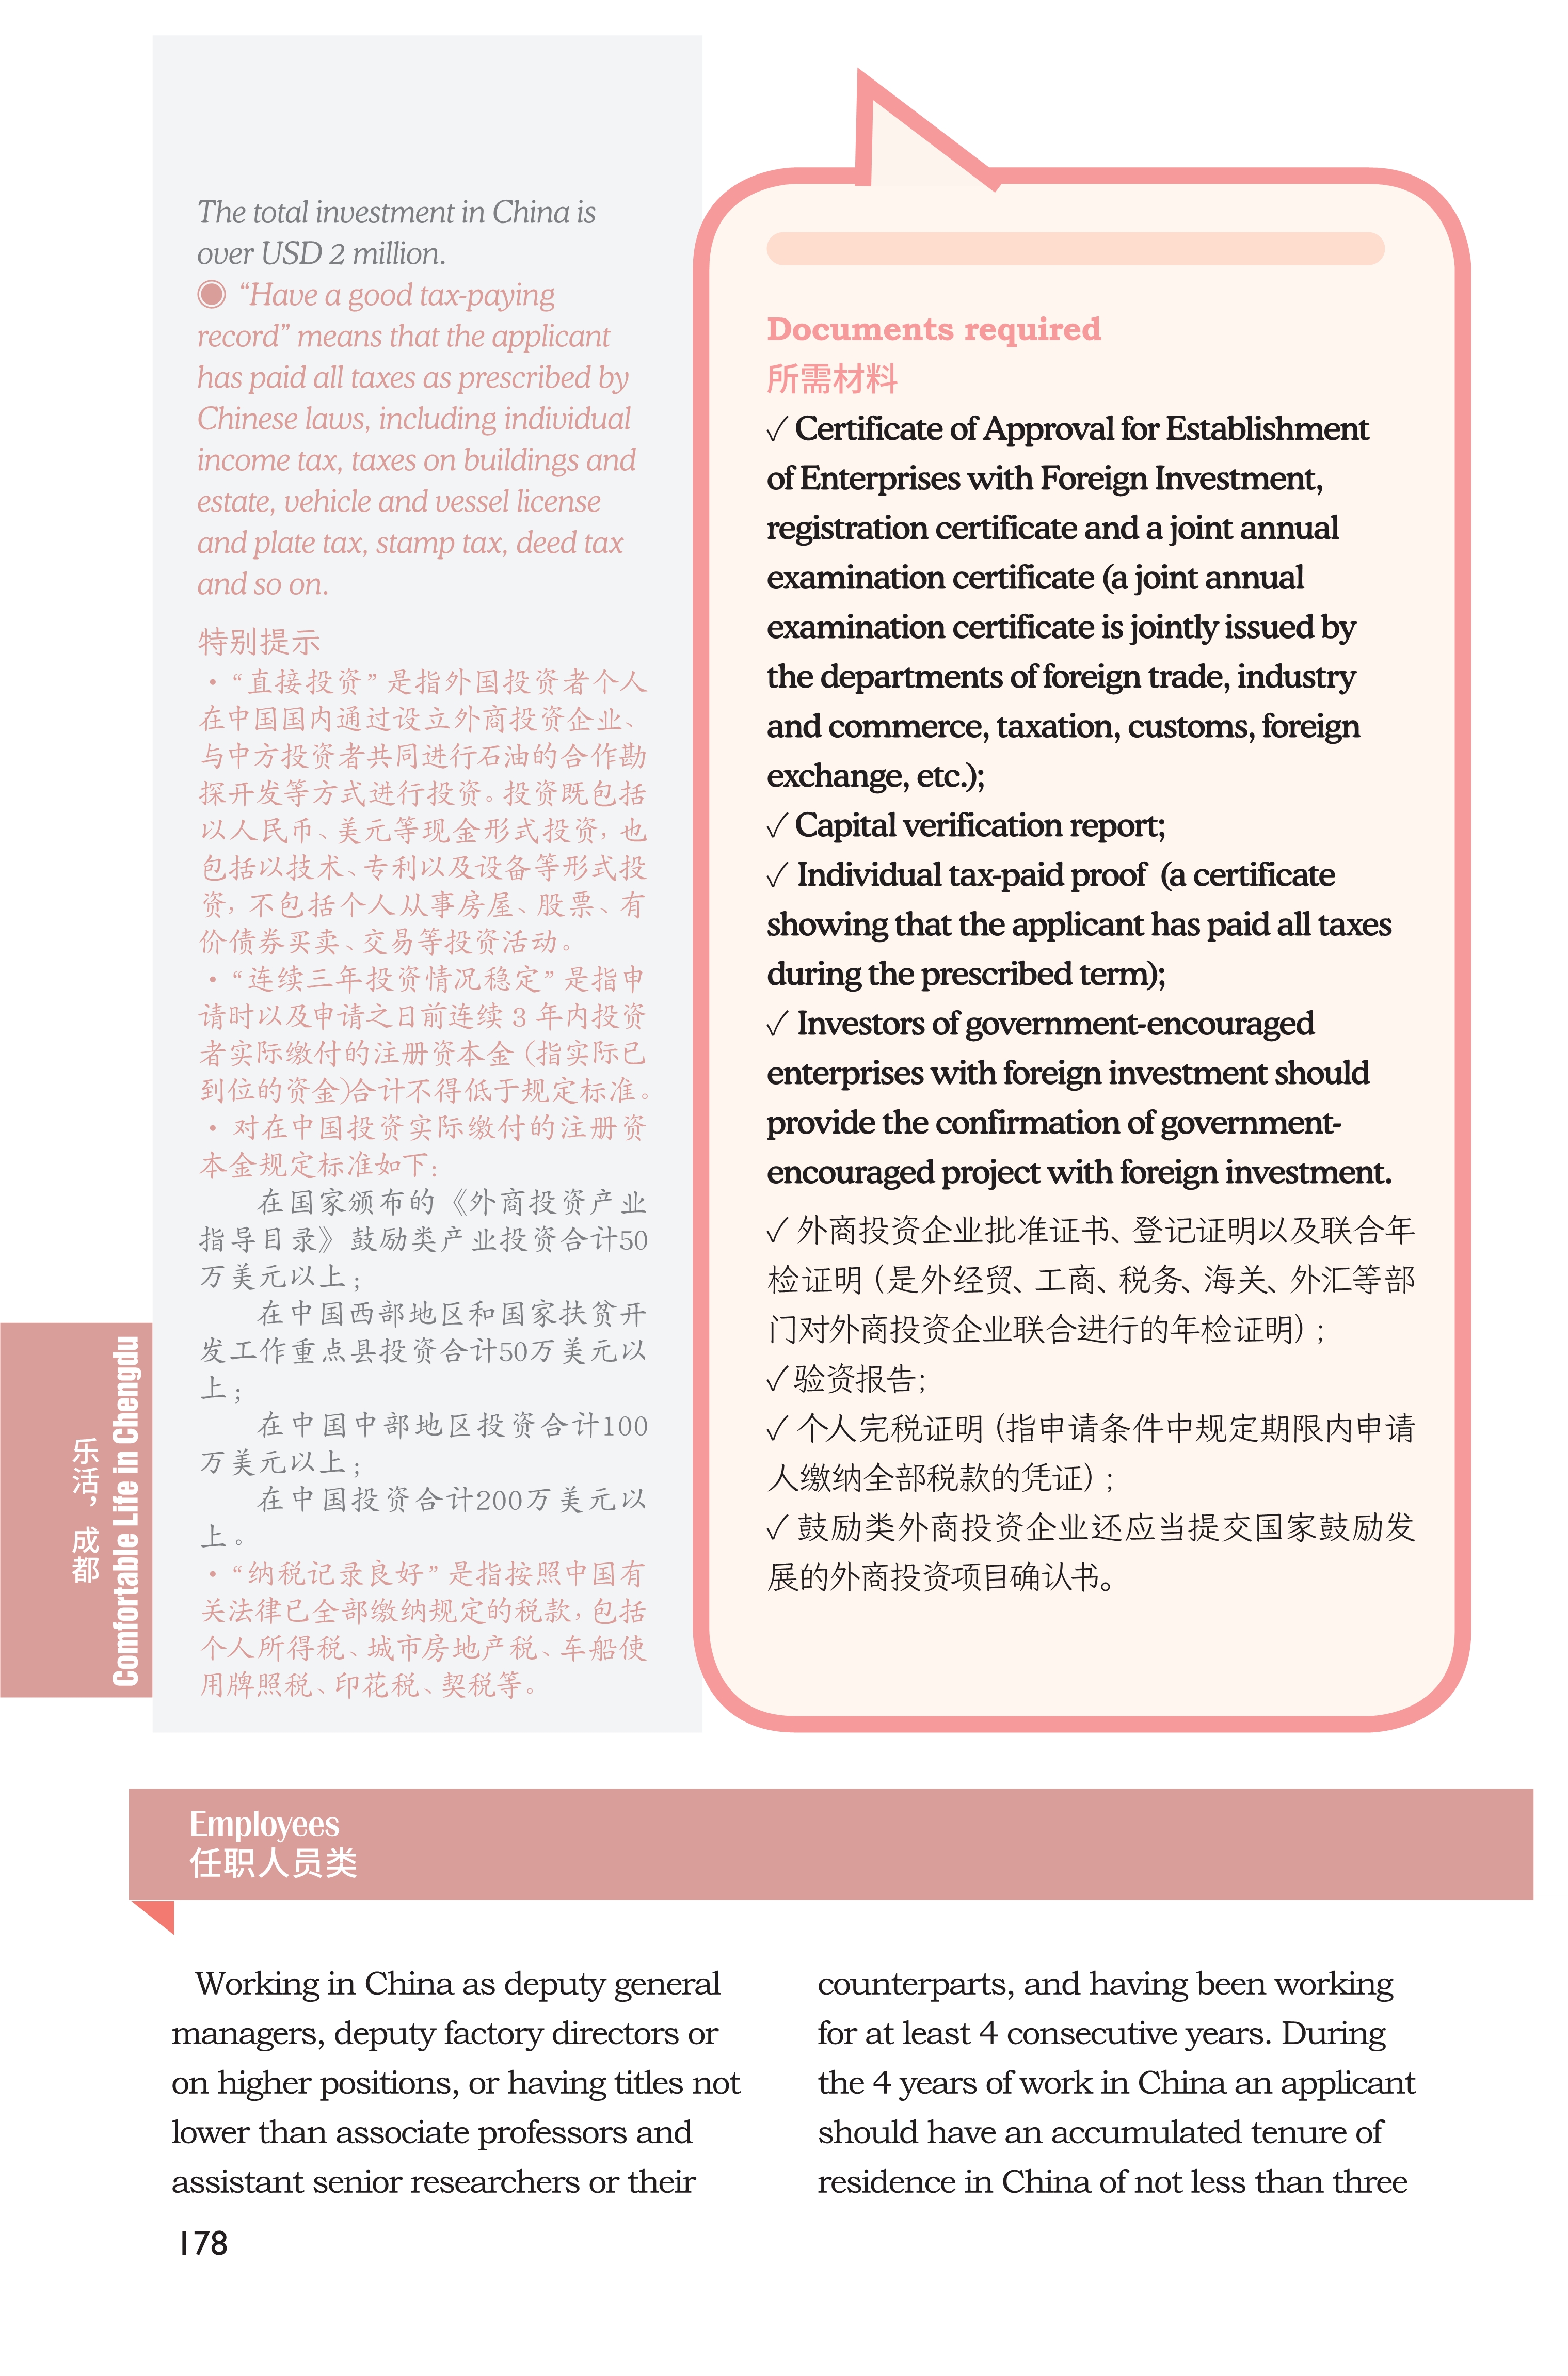 The total investment in China is
over USD 2 million.
“Have a good tax-paying
record” means that the applicant
has paid all taxes as prescribed by
Chinese laws, including individual
income tax, taxes on buildings and
estate, vehicle and vessel license
and plate tax, stamp tax, deed tax
and so on.
特别提示
·“直接投资”是指外国投资者个人
在中国国内通过设立外商投资企业、
与中方投资者共同进行石油的合作勘
探开发等方式进行投资。投资既包括
以人民币、美元等现金形式投资，也
包括以技术、专利以及设备等形式投
资，不包括个人从事房屋、股票、有
价债券买卖、交易等投资活动。
·“连续三年投资情况稳定”是指申
请时以及申请之日前连续 3 年内投资
者实际缴付的注册资本金（指实际已
到位的资金)合计不得低于规定标准。
·对在中国投资实际缴付的注册资
本金规定标准如下：
在国家颁布的《外商投资产业
指导目录》鼓励类产业投资合计50
万美元以上；
在中国西部地区和国家扶贫开
发工作重点县投资合计50万美元以
上；
在中国中部地区投资合计100
万美元以上；
在中国投资合计200万美元以
上。
·“纳税记录良好”是指按照中国有
关法律已全部缴纳规定的税款，包括
个人所得税、城市房地产税、车船使
用牌照税、印花税、契税等。
Documents required
所需材料
✓ Certificate of Approval for Establishment
of Enterprises with Foreign Investment,
registration certificate and a joint annual
examination certificate (a joint annual
examination certificate is jointly issued by
the departments of foreign trade, industry
and commerce, taxation, customs, foreign
exchange, etc.);
✓ Capital verification report;
✓ Individual tax-paid proof (a certificate
showing that the applicant has paid all taxes
during the prescribed term);
✓ Investors of government-encouraged
enterprises with foreign investment should
provide the confirmation of government-
encouraged project with foreign investment.
✓ 外商投资企业批准证书、登记证明以及联合年
检证明（是外经贸、工商、税务、海关、外汇等部
门对外商投资企业联合进行的年检证明）；
✓ 验资报告；
✓ 个人完税证明（指申请条件中规定期限内申请
人缴纳全部税款的凭证）；
✓ 鼓励类外商投资企业还应当提交国家鼓励发
展的外商投资项目确认书。
乐活，成都
Comfortable Life in Chengdu
Employees
任职人员类
Working in China as deputy general
managers, deputy factory directors or
on higher positions, or having titles not
lower than associate professors and
assistant senior researchers or their
counterparts, and having been working
for at least 4 consecutive years. During
the 4 years of work in China an applicant
should have an accumulated tenure of
residence in China of not less than three
178